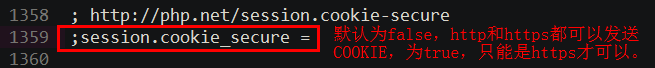 1358 ; http://php.net/session.cookie-secure
1359 ;session.cookie_secure =
1360
默认为false，http和https都可以发送
COOKIE，为true，只能是https才可以。